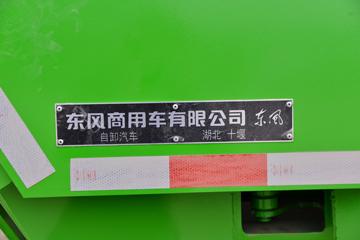 东风商用车有限公司 东风
自卸汽车 湖北 十堰